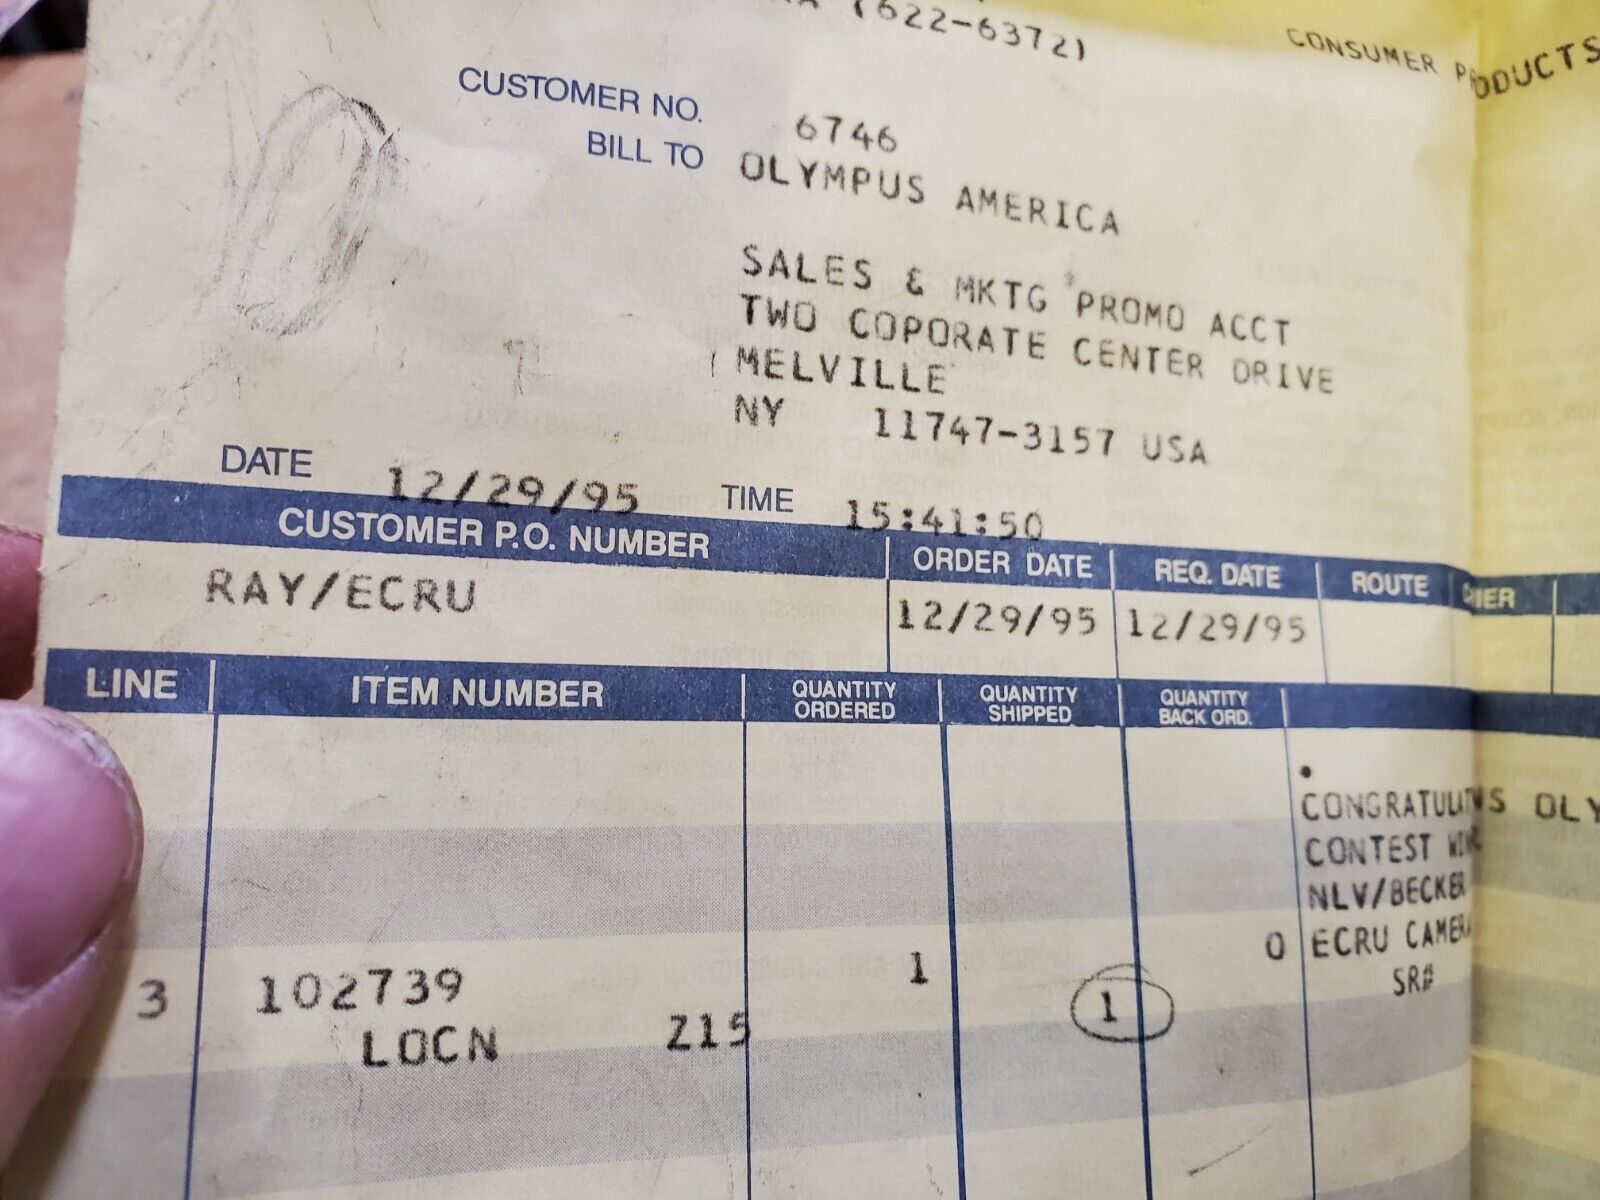 (622-6372)
CONSUMER PRODUCTS
CUSTOMER NO. 6746
BILL TO OLYMPUS AMERICA
SALES & MKTG PROMO ACCT
TWO COPORATE CENTER DRIVE
MELVILLE
NY 11747-3157 USA
DATE 12/29/95 TIME 15:41:50
CUSTOMER P.O. NUMBER ORDER DATE REQ. DATE ROUTE
RAY/ECRU 12/29/95 12/29/95
LINE ITEM NUMBER QUANTITY ORDERED QUANTITY SHIPPED QUANTITY BACK ORD.
CONTEST
NLV/BECKER
3 102739 1 1 0 ECRU
LOCN Z15 SR#